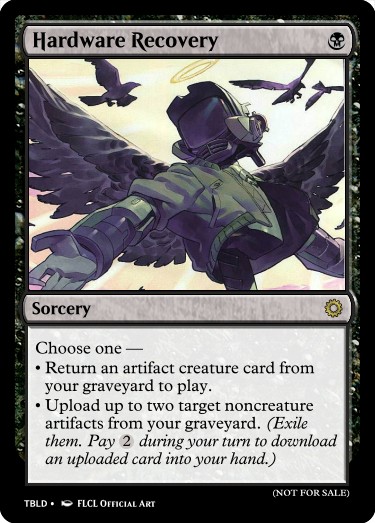 Hardware Recovery
Sorcery
Choose one —
• Return an artifact creature card from
your graveyard to play.
• Upload up to two target noncreature
artifacts from your graveyard. (Exile
them. Pay 2 during your turn to download
an uploaded card into your hand.)
(NOT FOR SALE)
TBLD • FLCL Official Art